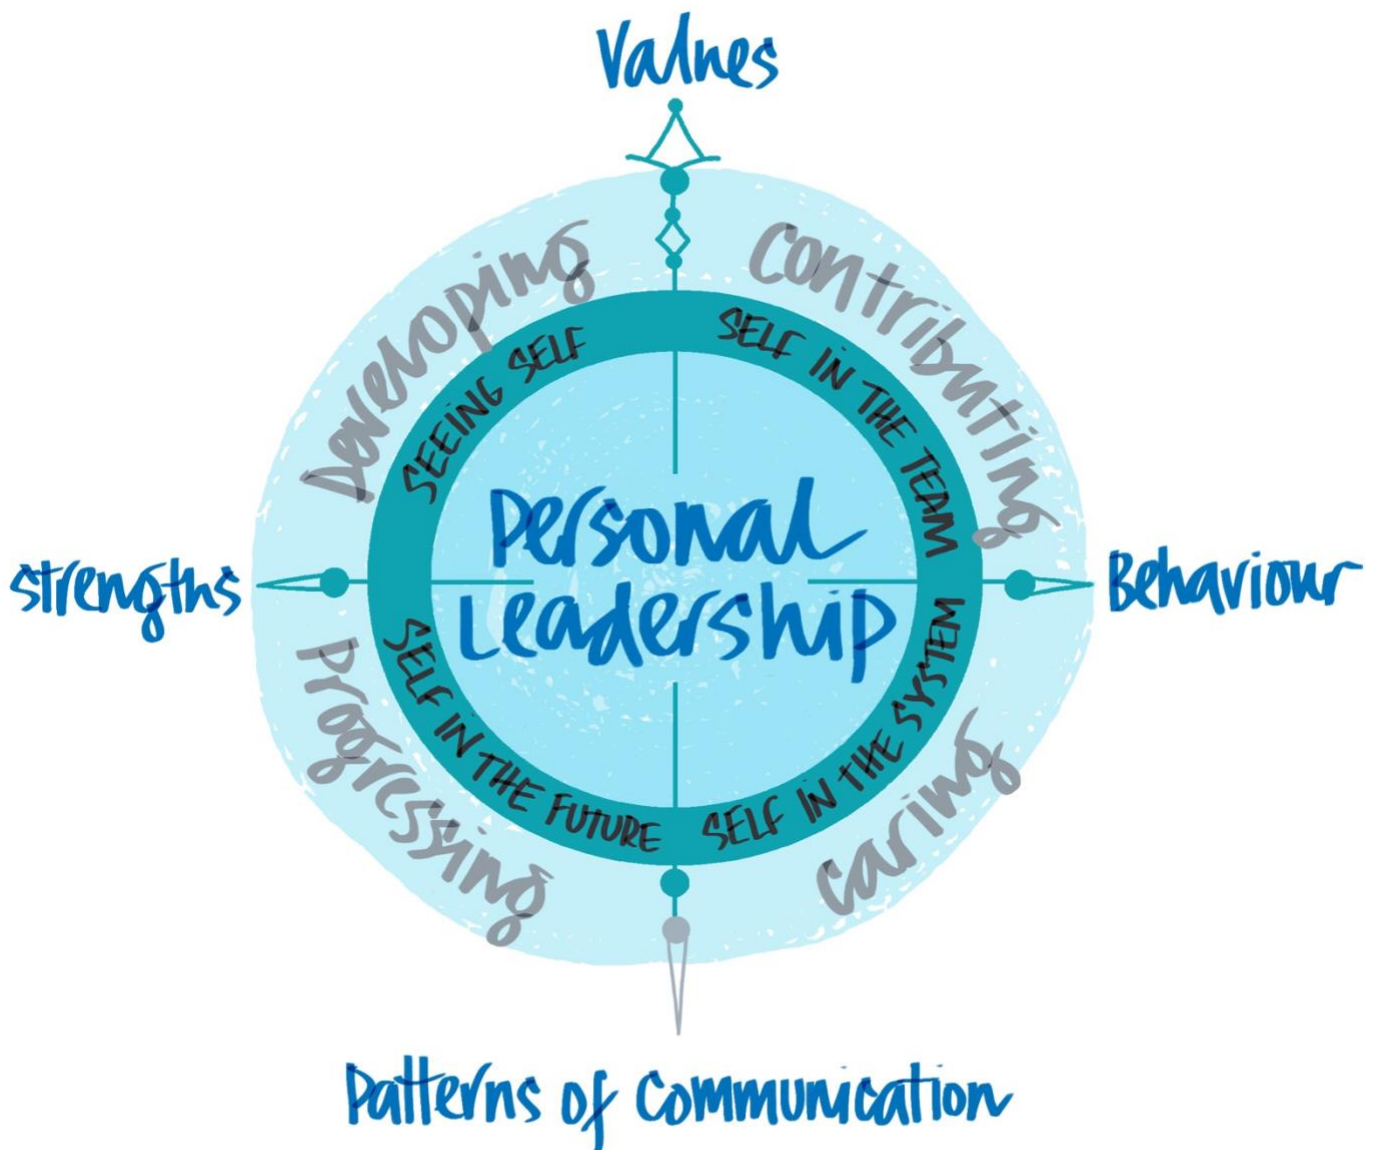 Values
Developing
Contributing
SEEING SELF
SELF IN THE TEAM
Strengths
Personal
Leadership
Behaviour
SELF IN THE FUTURE
SELF IN THE SYSTEM
Progressing
Caring
Patterns of Communication